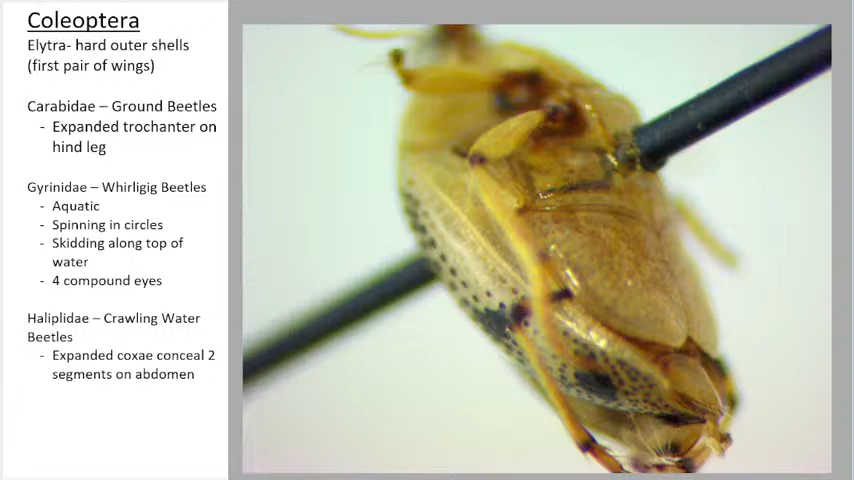 Coleoptera
Elytra- hard outer shells
(first pair of wings)
Carabidae – Ground Beetles
- Expanded trochanter on
hind leg
Gyrinidae – Whirligig Beetles
- Aquatic
- Spinning in circles
- Skidding along top of
water
- 4 compound eyes
Haliplidae – Crawling Water
Beetles
- Expanded coxae conceal 2
segments on abdomen